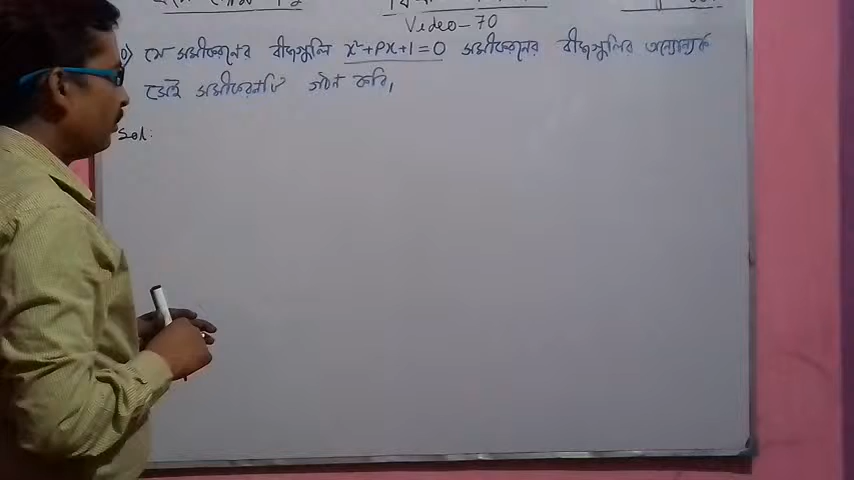 Video-70
যে সমীকরণের বীজগুলি x²+px+1=0 সমীকরণের বীজগুলির অন্যোন্যক
সেই সমীকরণটি গঠন করি,
Sol: